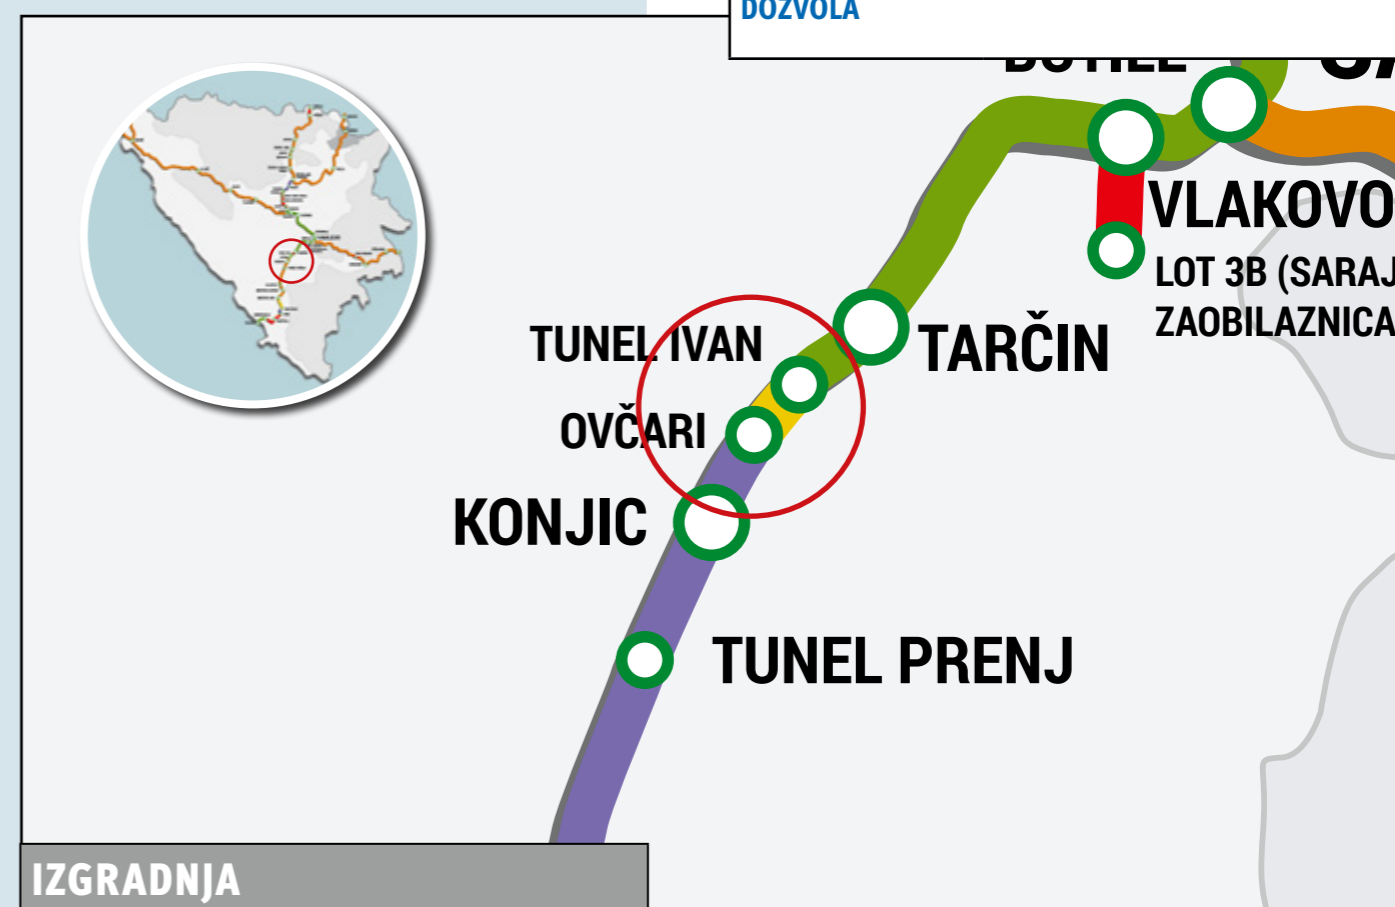 DOZVOLA
VLAKOVO
LOT 3B (SARAJ
ZAOBILAZNICA
TUNEL IVAN
TARČIN
OVČARI
KONJIC
TUNEL PRENJ
IZGRADNJA